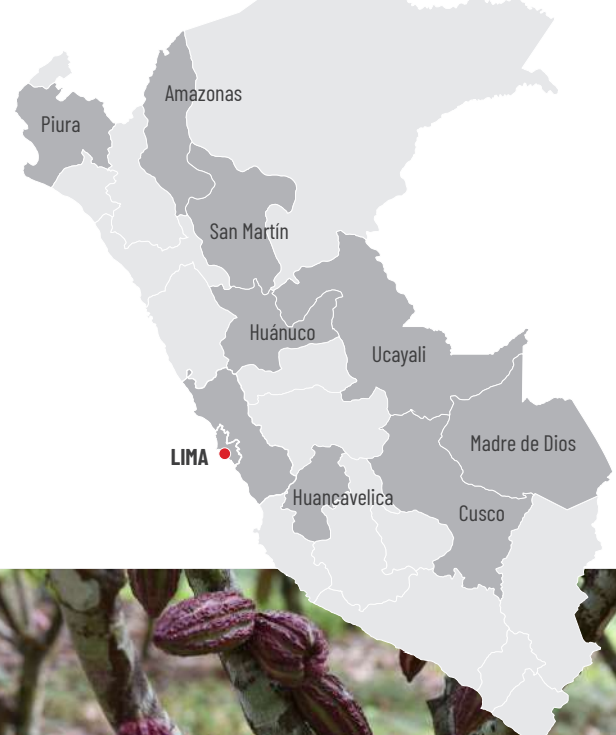 Amazonas
Piura
San Martín
Huánuco
Ucayali
LIMA
Madre de Dios
Huancavelica
Cusco